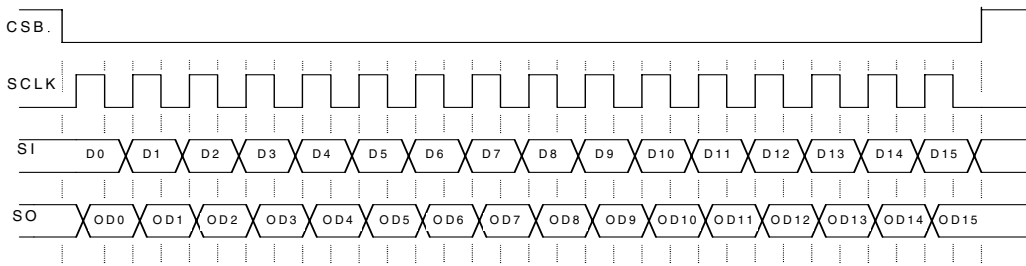 CSB.
SCLK
SI D0 D1 D2 D3 D4 D5 D6 D7 D8 D9 D10 D11 D12 D13 D14 D15
SO OD0 OD1 OD2 OD3 OD4 OD5 OD6 OD7 OD8 OD9 OD10 OD11 OD12 OD13 OD14 OD15